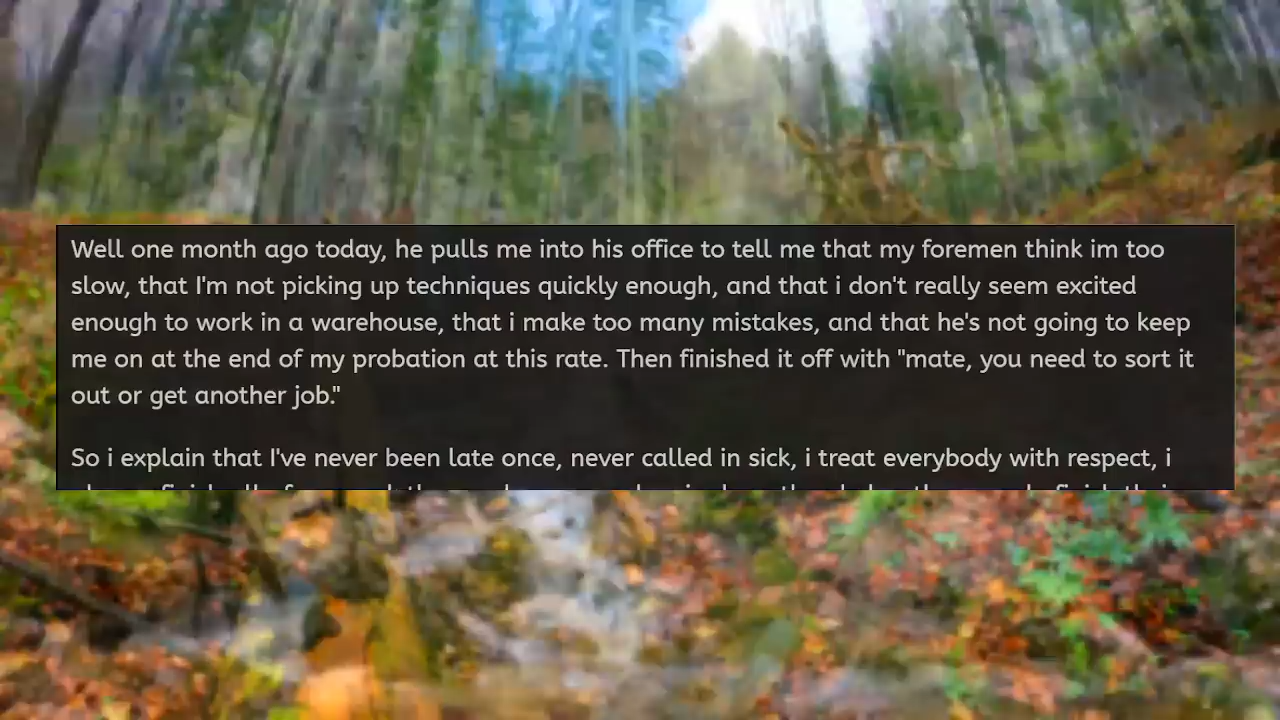 Well one month ago today, he pulls me into his office to tell me that my foremen think im too
slow, that I'm not picking up techniques quickly enough, and that i don't really seem excited
enough to work in a warehouse, that i make too many mistakes, and that he's not going to keep
me on at the end of my probation at this rate. Then finished it off with "mate, you need to sort it
out or get another job."
So i explain that I've never been late once, never called in sick, i treat everybody with respect, i